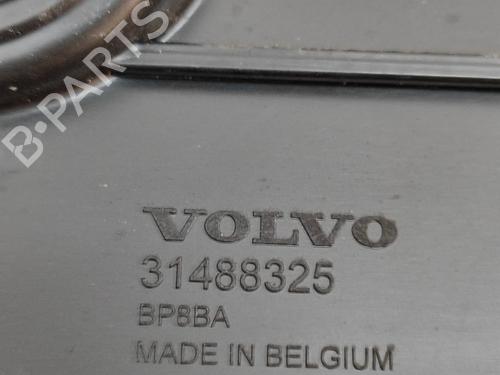 B-PARTS
VOLVO
31488325
BP8BA
MADE IN BELGIUM